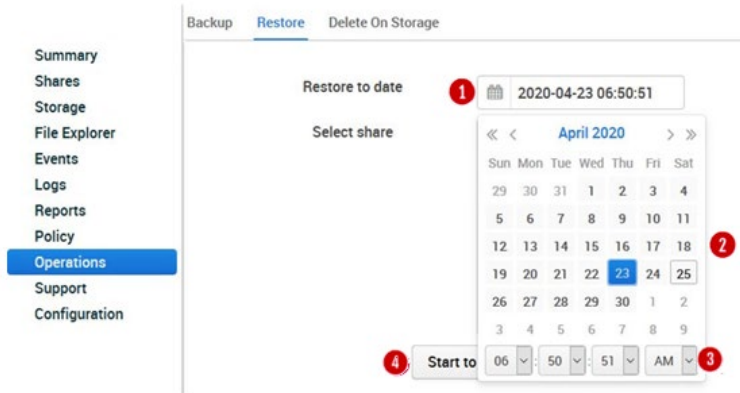 Backup Restore Delete On Storage
Summary
Shares
Storage
File Explorer
Events
Logs
Reports
Policy
Operations
Support
Configuration
Restore to date 1 2020-04-23 06:50:51
Select share
« < April 2020 > »
Sun Mon Tue Wed Thu Fri Sat
29 30 31 1 2 3 4
5 6 7 8 9 10 11
12 13 14 15 16 17 18 2
19 20 21 22 23 24 25
26 27 28 29 30 1 2
3 4 5 6 7 8 9
4 Start to 06 : 50 : 51 AM 3